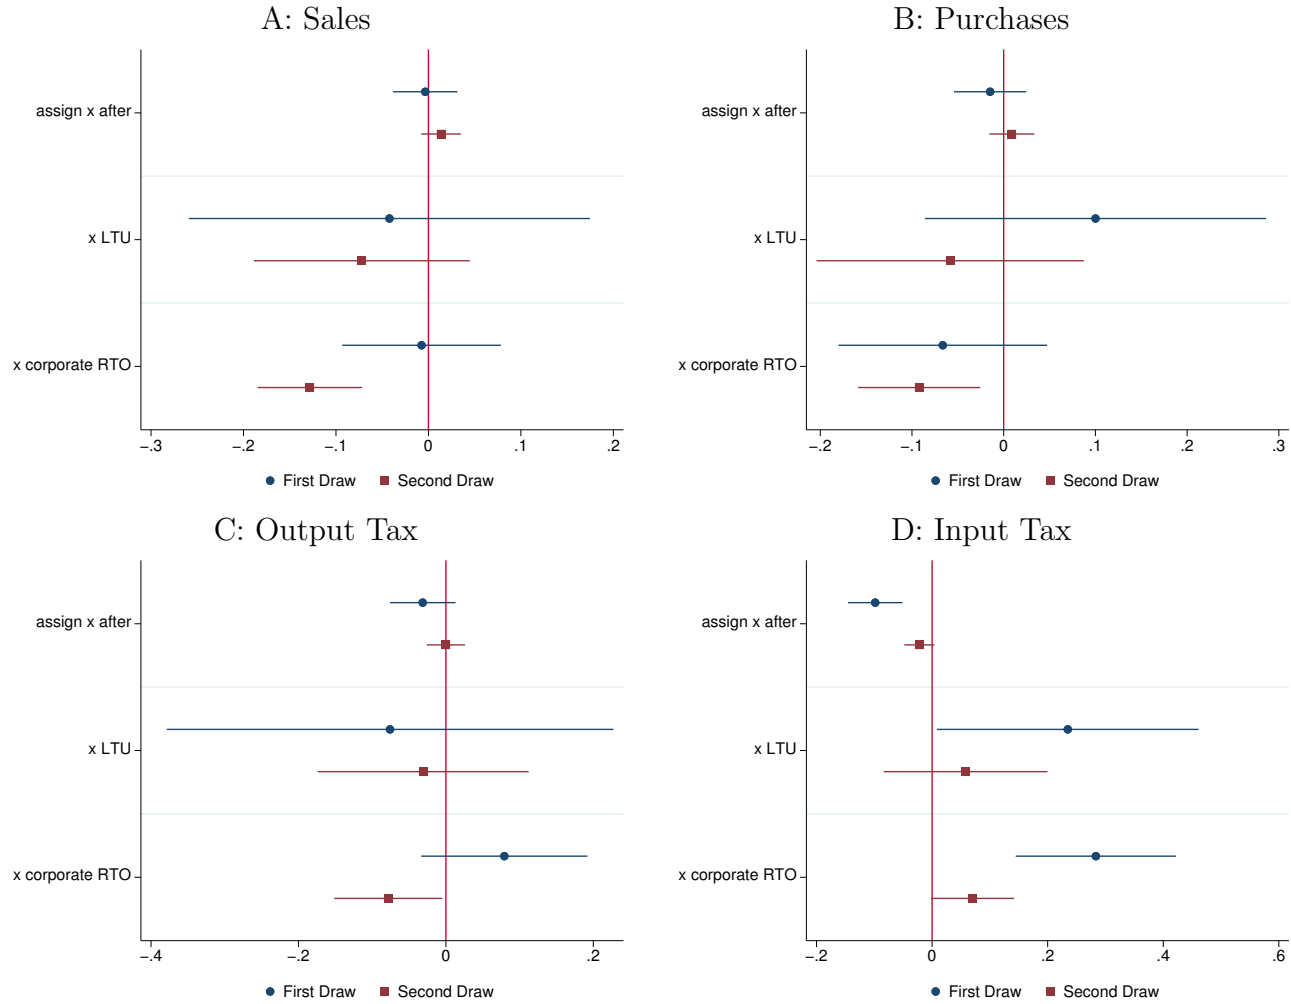 A: Sales
assign x after
x LTU
x corporate RTO
−.3 −.2 −.1 0 .1 .2
First Draw Second Draw
B: Purchases
assign x after
x LTU
x corporate RTO
−.2 −.1 0 .1 .2 .3
First Draw Second Draw
C: Output Tax
assign x after
x LTU
x corporate RTO
−.4 −.2 0 .2
First Draw Second Draw
D: Input Tax
assign x after
x LTU
x corporate RTO
−.2 0 .2 .4 .6
First Draw Second Draw